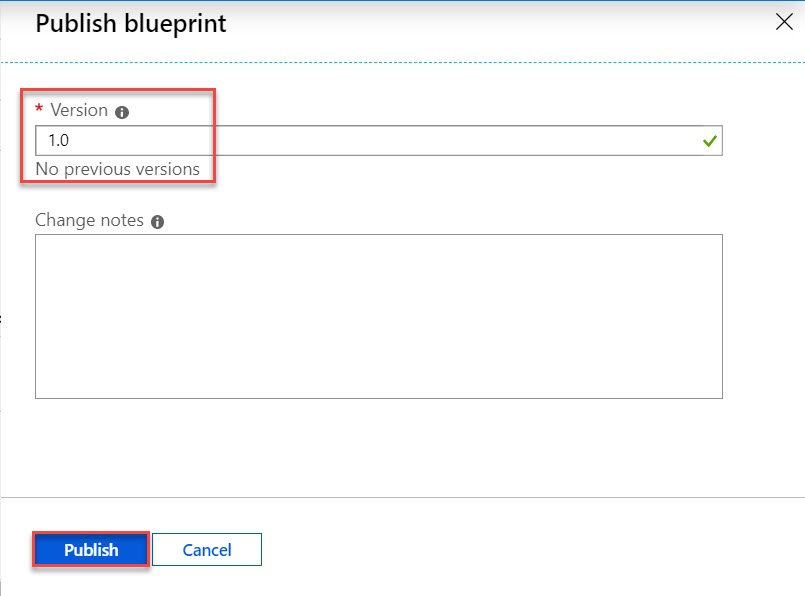 Publish blueprint
* Version
1.0
No previous versions
Change notes
Publish
Cancel